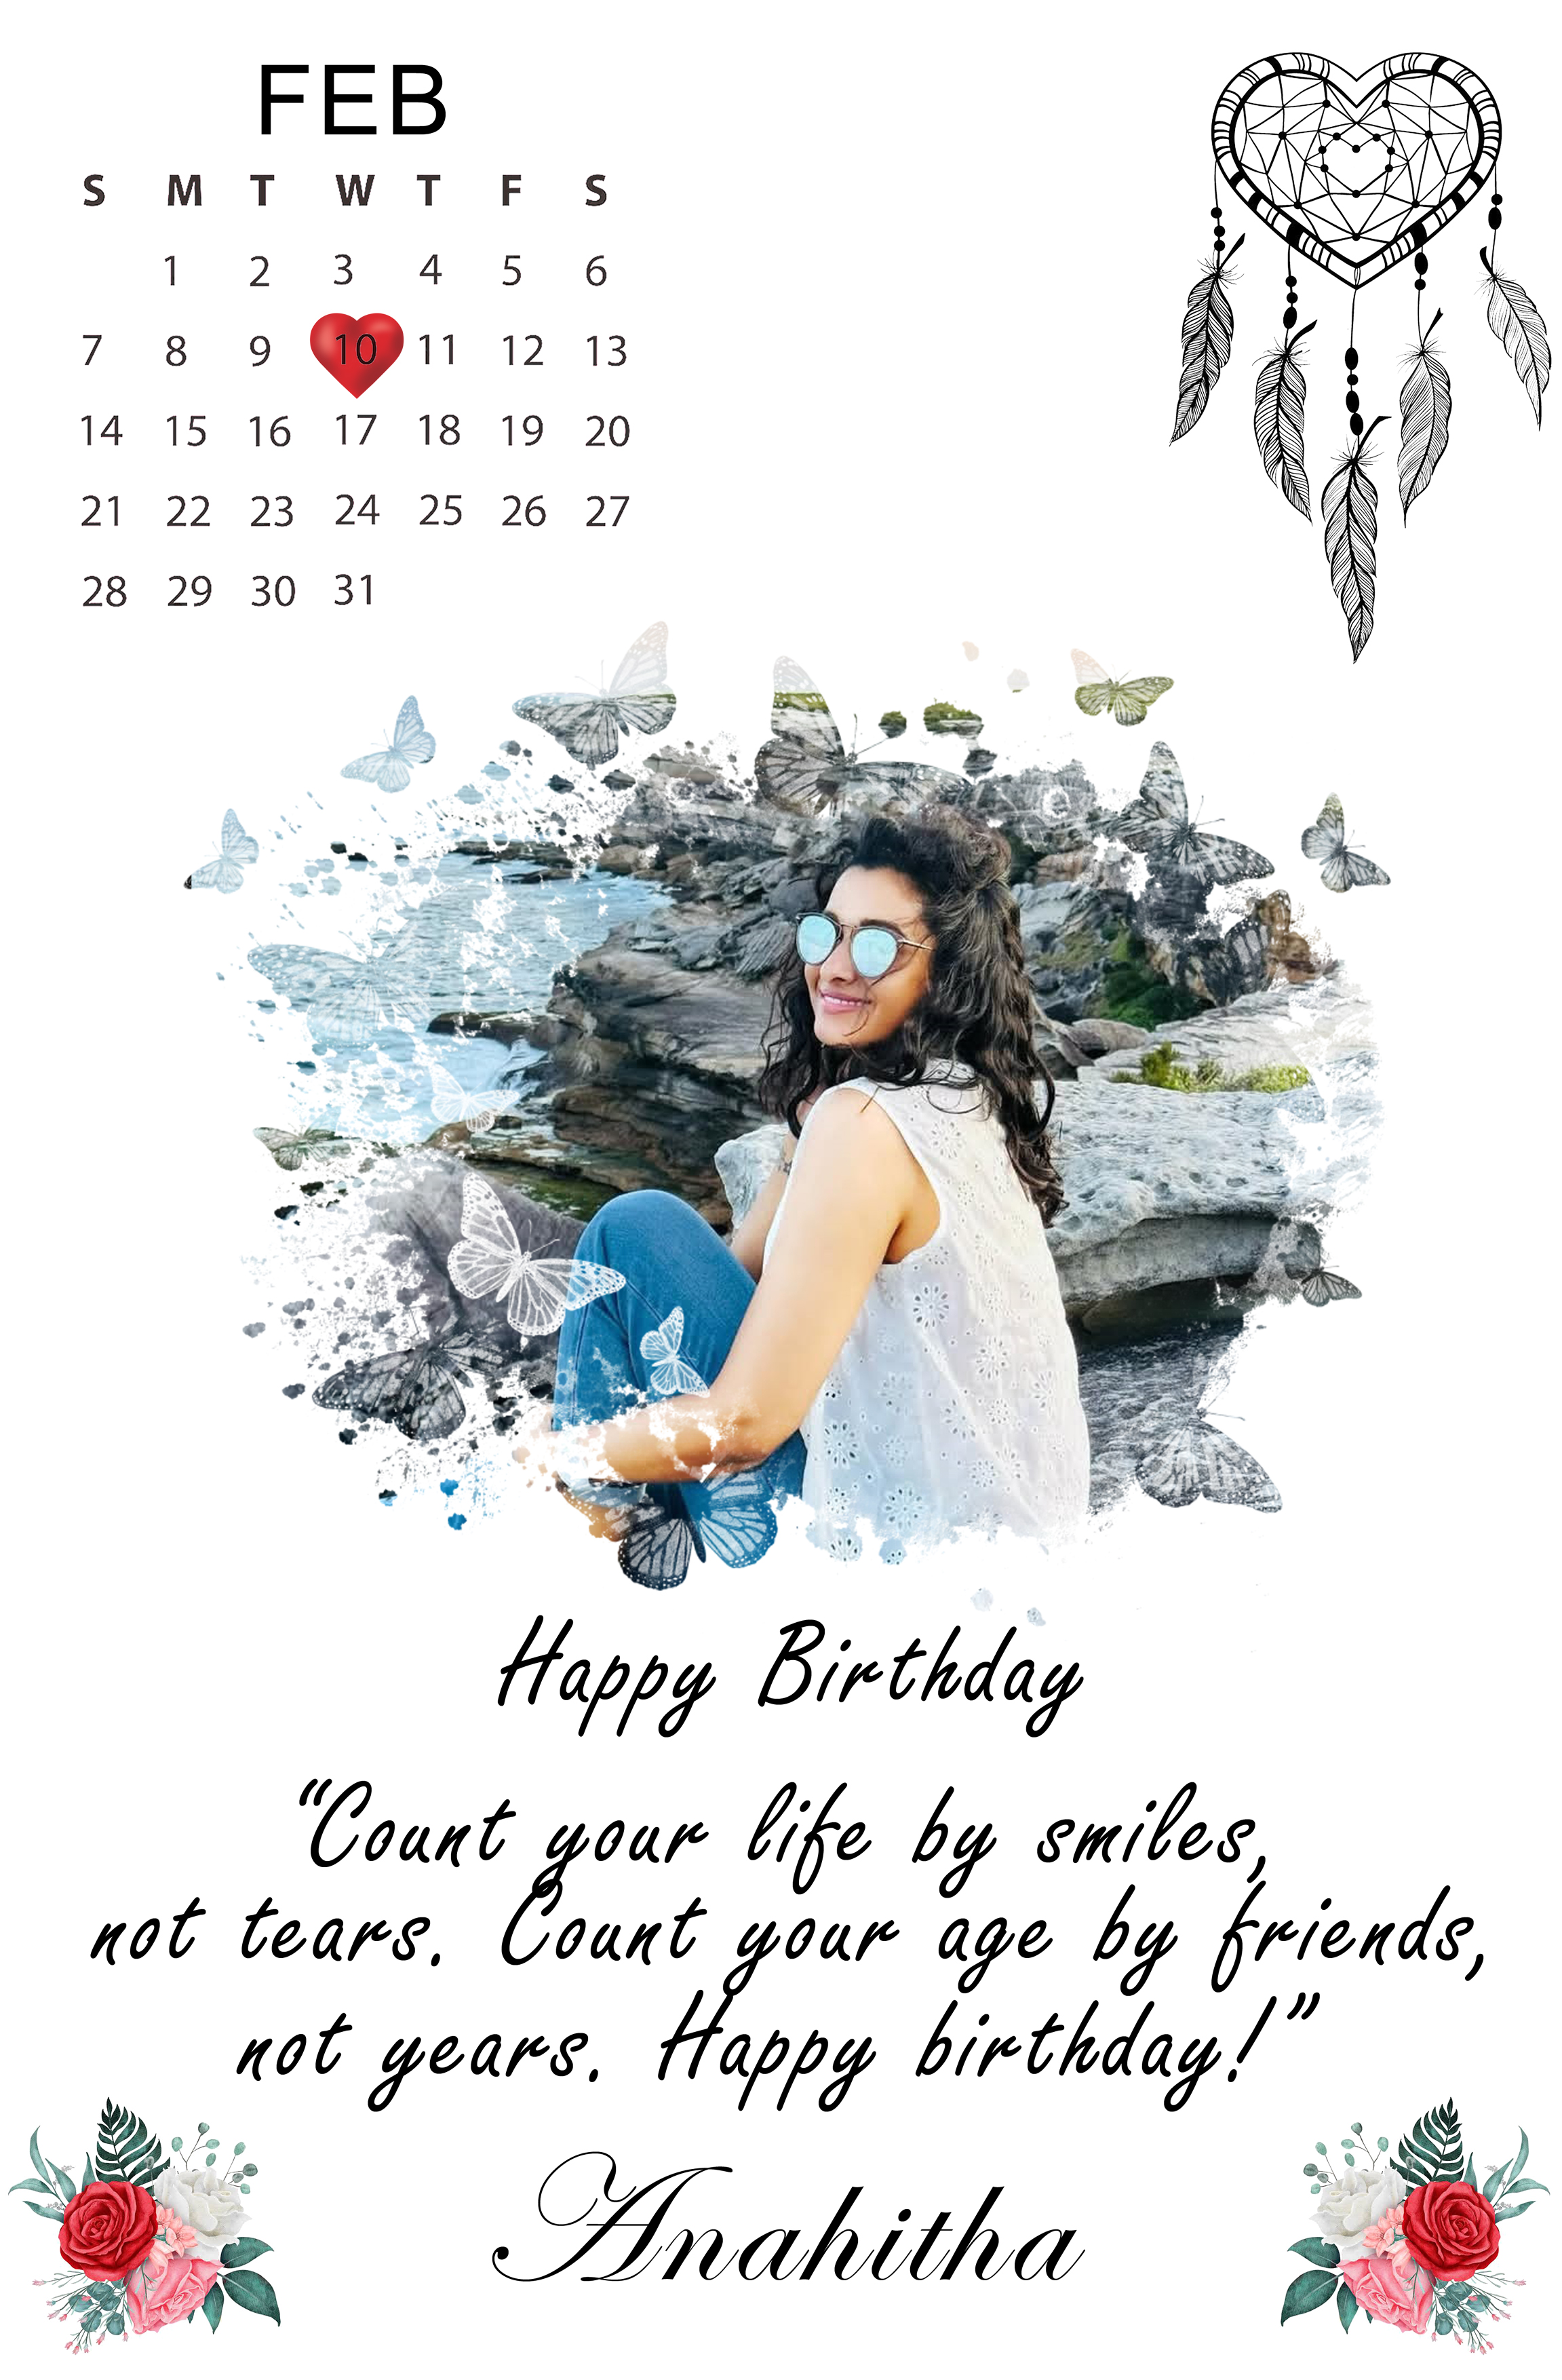 FEB
S M T W T F S
1 2 3 4 5 6
7 8 9 10 11 12 13
14 15 16 17 18 19 20
21 22 23 24 25 26 27
28 29 30 31
Happy Birthday
“Count your life by smiles,
not tears. Count your age by friends,
not years. Happy birthday!”
Anahitha